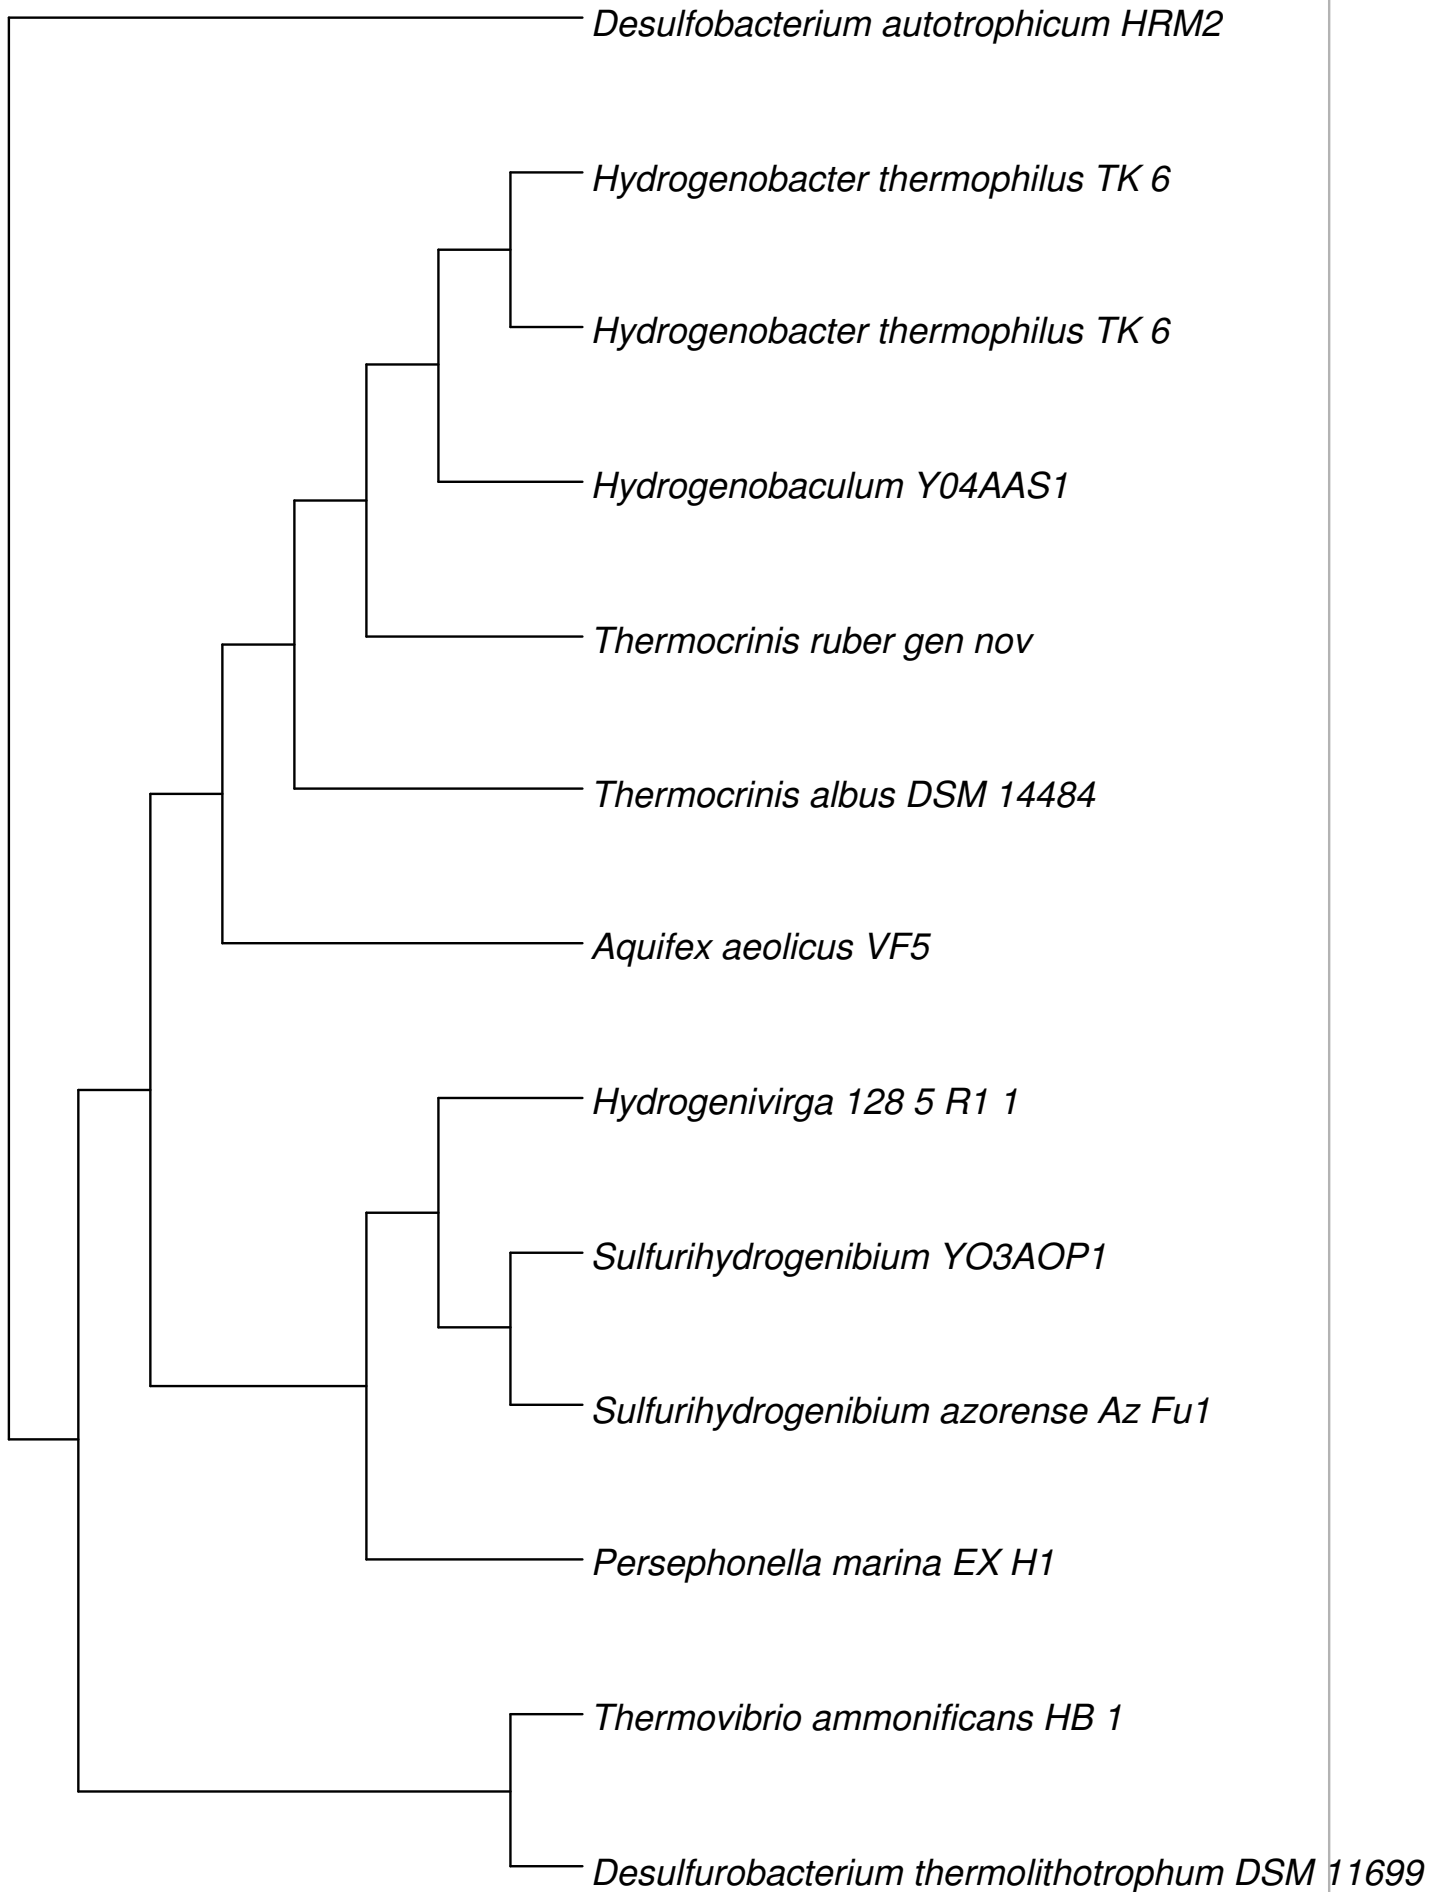 Desulfobacterium autotrophicum HRM2
Hydrogenobacter thermophilus TK 6
Hydrogenobacter thermophilus TK 6
Hydrogenobaculum Y04AAS1
Thermocrinis ruber gen nov
Thermocrinis albus DSM 14484
Aquifex aeolicus VF5
Hydrogenivirga 128 5 R1 1
Sulfurihydrogenibium YO3AOP1
Sulfurihydrogenibium azorense Az Fu1
Persephonella marina EX H1
Thermovibrio ammonificans HB 1
Desulfurobacterium thermolithotrophum DSM 11699